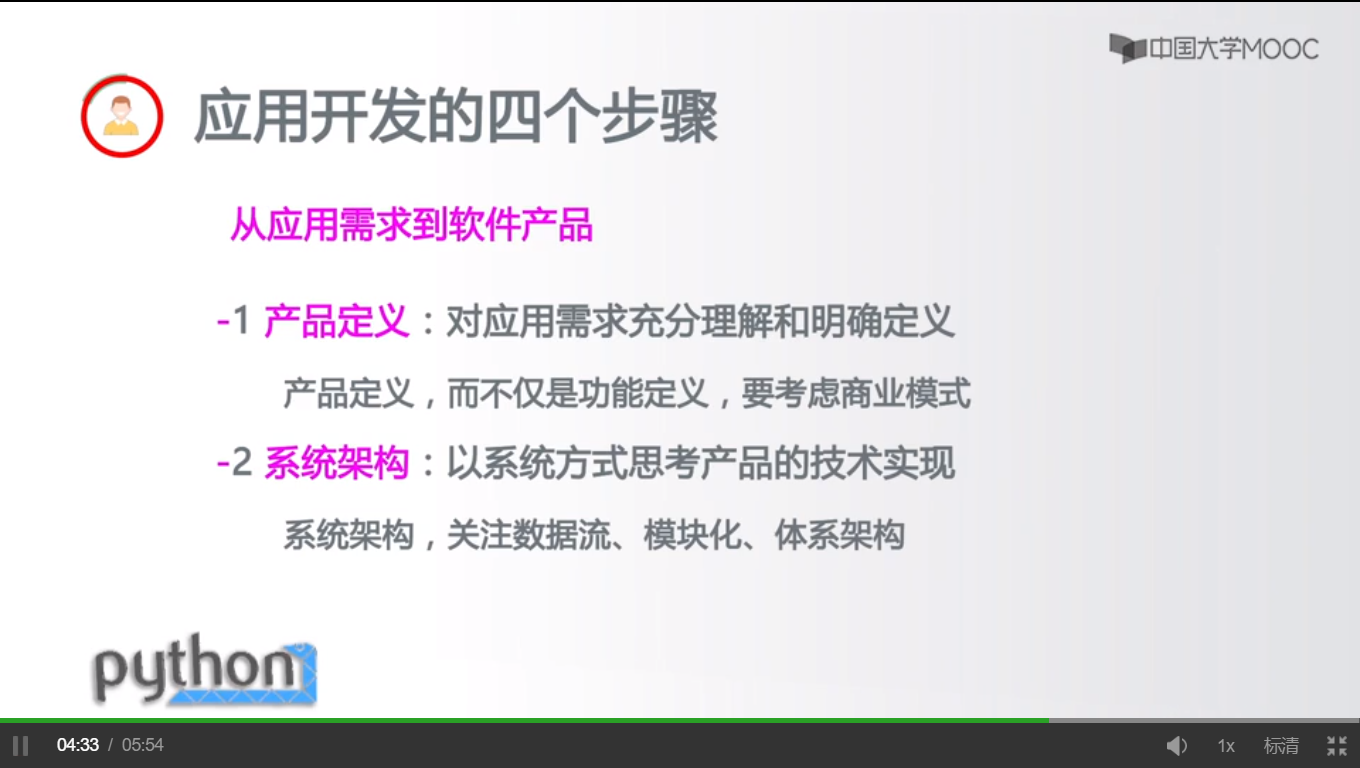 中国大学MOOC
应用开发的四个步骤
从应用需求到软件产品
-1 产品定义：对应用需求充分理解和明确定义
产品定义，而不仅是功能定义，要考虑商业模式
-2 系统架构：以系统方式思考产品的技术实现
系统架构，关注数据流、模块化、体系架构
python
04:33 / 05:54
1x
标清